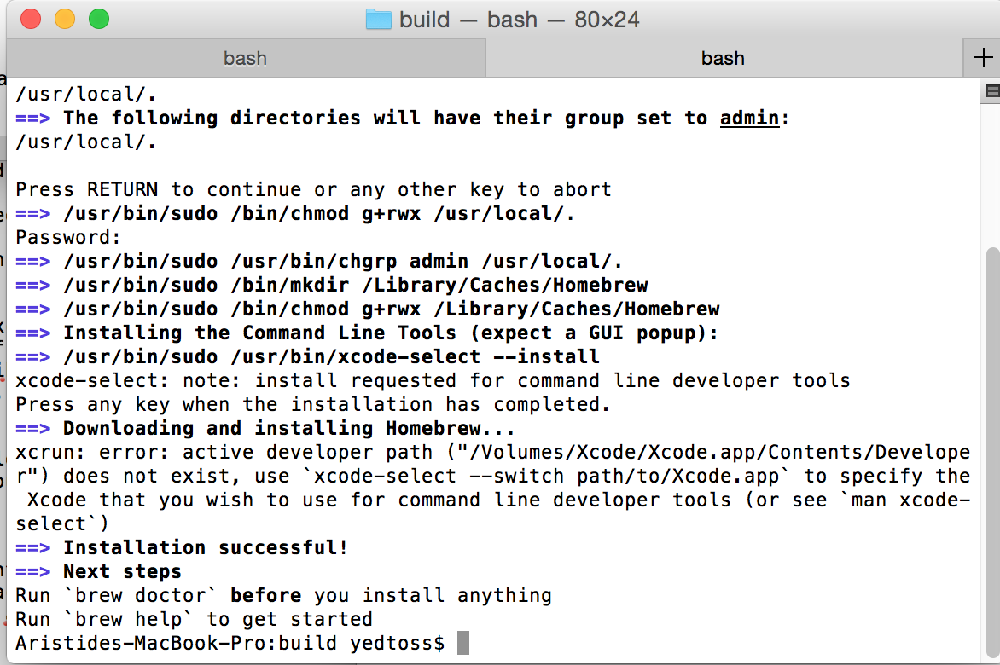 build — bash — 80×24
bash bash +
/usr/local/.
==> The following directories will have their group set to admin:
/usr/local/.
Press RETURN to continue or any other key to abort
==> /usr/bin/sudo /bin/chmod g+rwx /usr/local/.
Password:
==> /usr/bin/sudo /usr/bin/chgrp admin /usr/local/.
==> /usr/bin/sudo /bin/mkdir /Library/Caches/Homebrew
==> /usr/bin/sudo /bin/chmod g+rwx /Library/Caches/Homebrew
==> Installing the Command Line Tools (expect a GUI popup):
==> /usr/bin/sudo /usr/bin/xcode-select --install
xcode-select: note: install requested for command line developer tools
Press any key when the installation has completed.
==> Downloading and installing Homebrew...
xcrun: error: active developer path ("/Volumes/Xcode/Xcode.app/Contents/Develope
r") does not exist, use `xcode-select --switch path/to/Xcode.app` to specify the
 Xcode that you wish to use for command line developer tools (or see `man xcode-
select`)
==> Installation successful!
==> Next steps
Run `brew doctor` before you install anything
Run `brew help` to get started
Aristides-MacBook-Pro:build yedtoss$